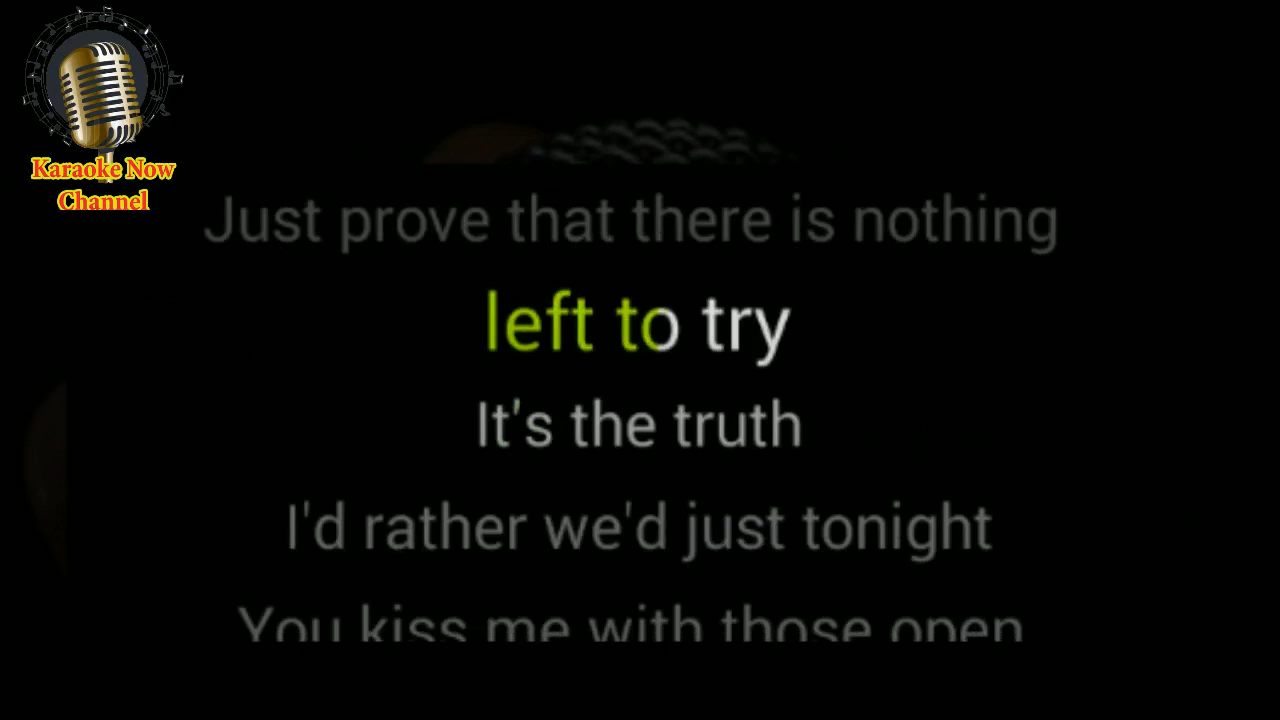 Karaoke Now
Channel
Just prove that there is nothing
left to try
It's the truth
I'd rather we'd just tonight
You kiss me with those open